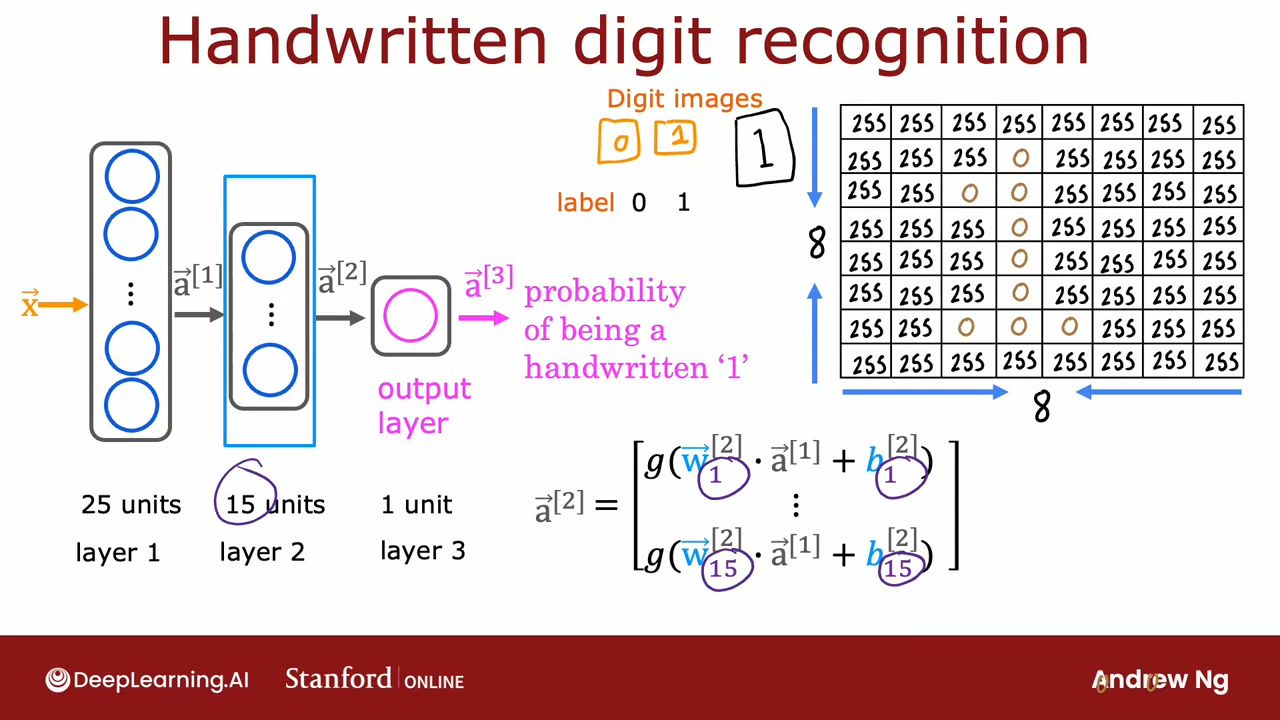 Handwritten digit recognition
Digit images
0 1 1
label 0 1
255 255 255 255 255 255 255 255
255 255 255 0 255 255 255 255
255 255 0 0 255 255 255 255
255 255 255 0 255 255 255 255
255 255 255 0 255 255 255 255
255 255 255 0 255 255 255 255
255 255 0 0 0 255 255 255
255 255 255 255 255 255 255 255
8
8
x⃗
a⃗[1]
a⃗[2]
a⃗[3]
probability
of being a
handwritten ‘1’
output
layer
25 units 15 units 1 unit
layer 1 layer 2 layer 3
a⃗[2] =
g(w⃗1[2] · a⃗[1] + b1[2])
⋮
g(w⃗15[2] · a⃗[1] + b15[2])
DeepLearning.AI Stanford ONLINE Andrew Ng